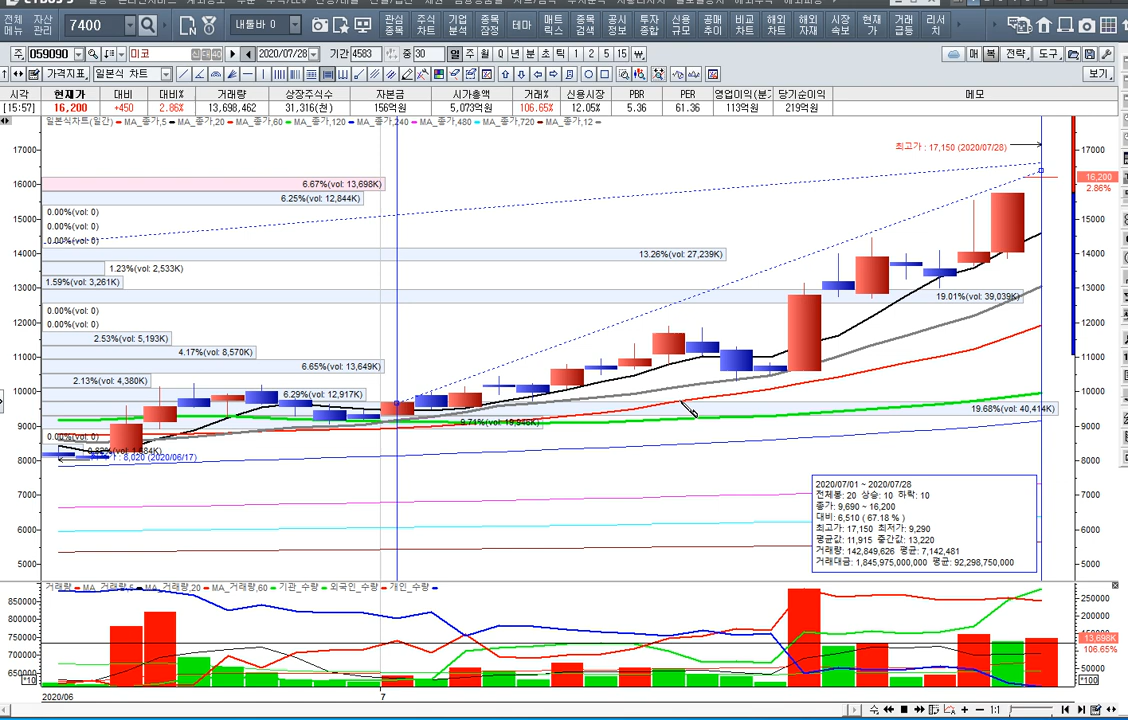 7400
내돌바 0
관심 종목
주식 차트
기업 분석
종목 잠정
테마
매트 릭스
종목 검색
공시 정보
투자 종합
신용 규모
비교 차트
해외 차트
해외 자재
시장 속보
현재 가
거래 급등
리서 치
시스템 메뉴
전체 관리
주 059090 미코 2020/07/28 기간 4583 중 30 일 주 월 Q 년 분 초 틱 1 2 5 15 매 복 전략 도구
가격지표 일본식 차트 보기
시각 현재가 대비 대비% 거래량 상장주식수 자본금 시가총액 거래% 신용시장 PBR PER 영업이익(분기 당기순이익 메모
[15:57] 16,200 +450 2.86% 13,698,462 31,316(천) 156억원 5,073억원 106.65% 12.05% 5.36 61.36 113억원 219억원
일본식차트(일간) MA_종가,5 MA_종가,20 MA_종가,60 MA_종가,120 MA_종가,240 MA_종가,480 MA_종가,720 MA_종가,12
최고가 : 17,150 (2020/07/28)
17000 17000
6.67%(vol: 13,698K)
16000 16,200
2.86%
6.25%(vol: 12,844K)
0.00%(vol: 0)
15000 15000
0.00%(vol: 0)
0.00%(vol: 0)
14000 14000
13.26%(vol: 27,239K)
1.23%(vol: 2,533K)
1.59%(vol: 3,261K)
13000 13000
19.01%(vol: 39,039K)
0.00%(vol: 0)
12000 12000
0.00%(vol: 0)
2.53%(vol: 5,193K)
4.17%(vol: 8,570K)
11000 11000
6.65%(vol: 13,649K)
2.13%(vol: 4,380K)
10000 10000
6.29%(vol: 12,917K)
19.68%(vol: 40,414K)
9.71%(vol: 19,946K)
9000 9000
0.00%(vol: 0)
: 8,020 (2020/06/17)
8000 8000
7000 7000
6000 6000
5000 5000
2020/07/01 ~ 2020/07/28
전체봉: 20 상승: 10 하락: 10
종가: 9,690 ~ 16,200
대비: 6,510 ( 67.18 % )
최고가: 17,150 최저가: 9,290
평균값: 11,915 중간값: 13,220
거래량: 142,849,626 평균: 7,142,481
거래대금: 1,845,975,000,000 평균: 92,298,750,000
거래량 MA_거래량,5 MA_거래량,20 MA_거래량,60 기관_수량 외국인_수량 개인_수량
850000 250000
800000 200000
750000
13,698K
106.65%
700000
650000 50000
*10 *100
2020/06 7
1:1